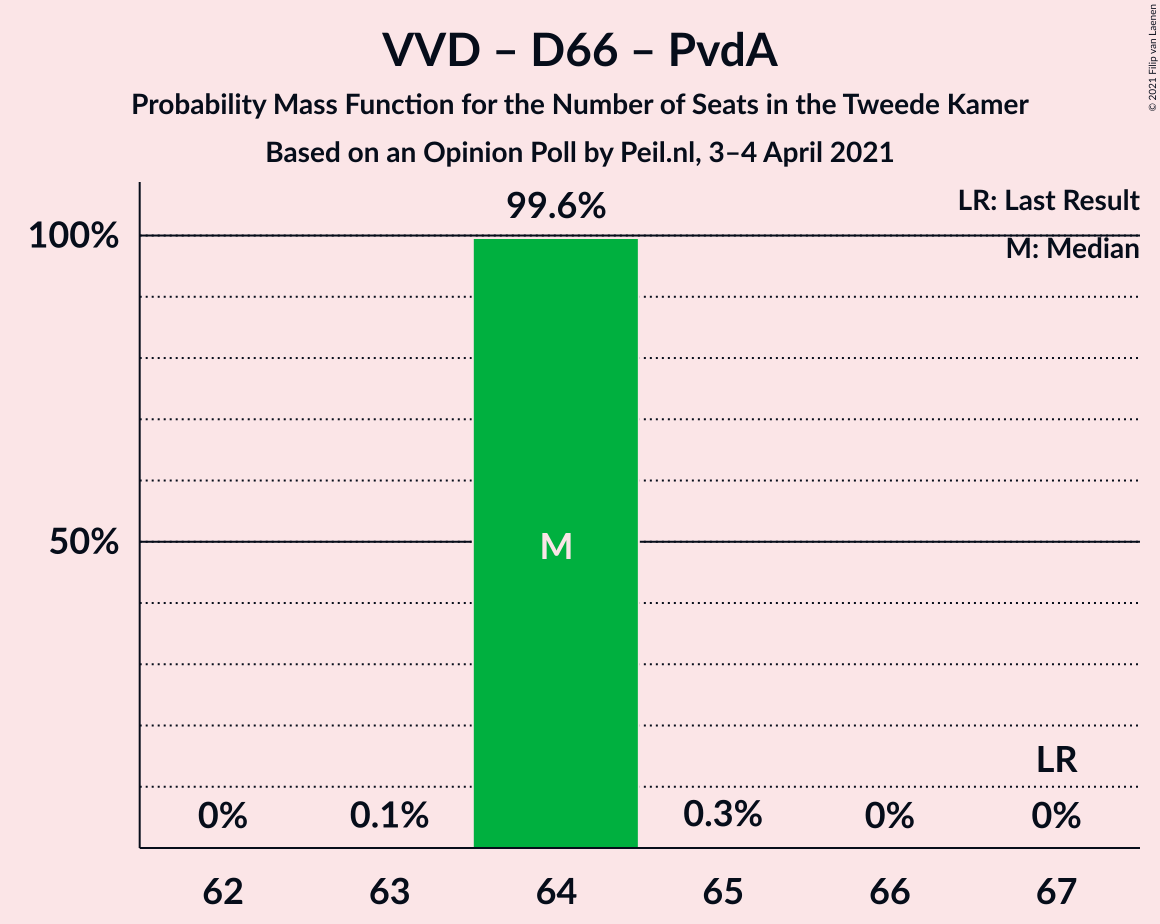 VVD – D66 – PvdA
Probability Mass Function for the Number of Seats in the Tweede Kamer
Based on an Opinion Poll by Peil.nl, 3–4 April 2021
© 2021 Filip van Laenen
LR: Last Result
M: Median
99.6%
100%
50%
M
LR
0%
0.1%
0.3%
0%
0%
62
63
64
65
66
67